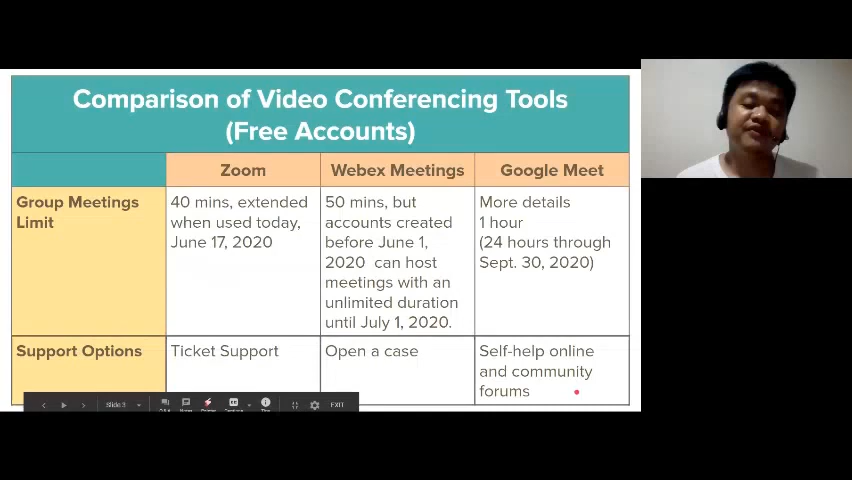 Comparison of Video Conferencing Tools
(Free Accounts)
Zoom
Webex Meetings
Google Meet
Group Meetings
Limit
40 mins, extended
when used today,
June 17, 2020
50 mins, but
accounts created
before June 1,
2020 can host
meetings with an
unlimited duration
until July 1, 2020.
More details
1 hour
(24 hours through
Sept. 30, 2020)
Support Options
Ticket Support
Open a case
Self-help online
and community
forums
Slide 3
EXIT